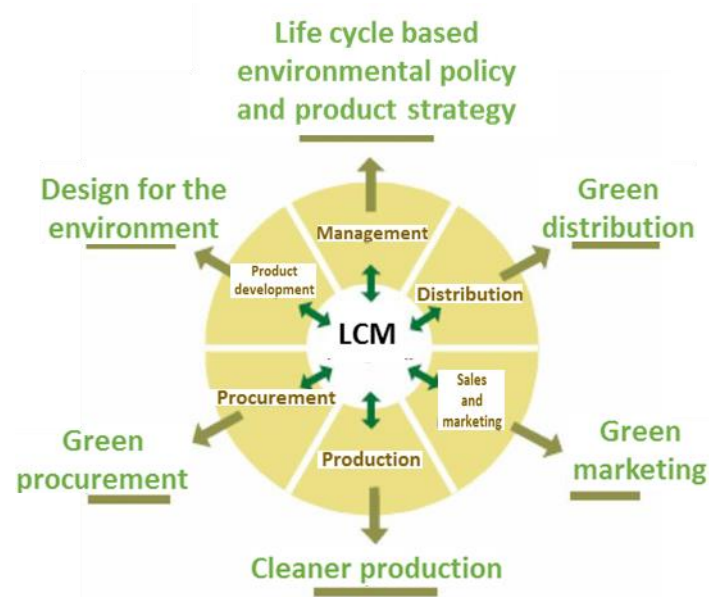 Life cycle based
environmental policy
and product strategy
Design for the
environment
Green
distribution
Management
Product
development
Distribution
LCM
Procurement
Sales
and
marketing
Production
Green
procurement
Green
marketing
Cleaner production